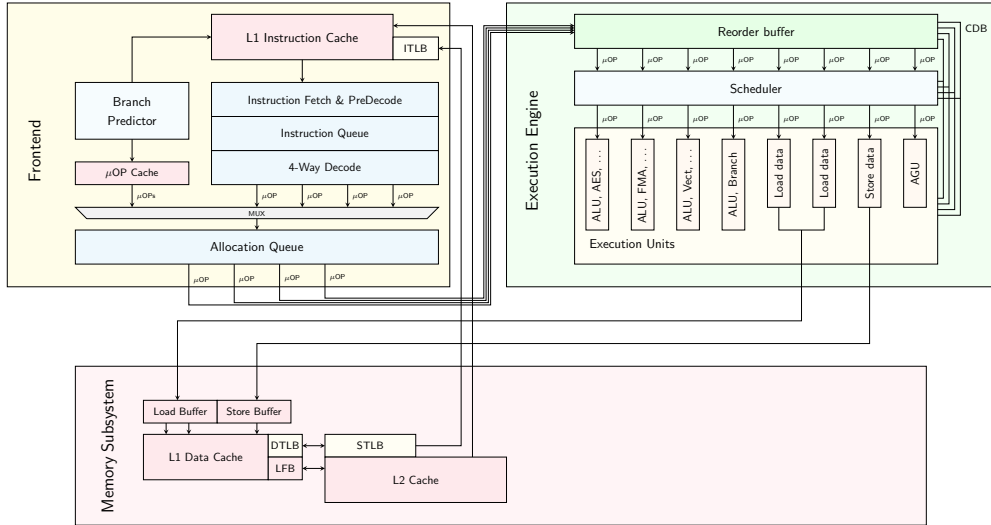 Frontend
L1 Instruction Cache
ITLB
Branch
Predictor
Instruction Fetch & PreDecode
Instruction Queue
4-Way Decode
μOP Cache
μOPs
μOP
μOP
μOP
μOP
MUX
Allocation Queue
μOP
μOP
μOP
μOP
Execution Engine
Reorder buffer
CDB
μOP
μOP
μOP
μOP
μOP
μOP
μOP
μOP
Scheduler
μOP
μOP
μOP
μOP
μOP
μOP
μOP
μOP
ALU, AES, . . .
ALU, FMA, . . .
ALU, Vect, . . .
ALU, Branch
Load data
Load data
Store data
AGU
Execution Units
Memory Subsystem
Load Buffer
Store Buffer
L1 Data Cache
DTLB
STLB
LFB
L2 Cache